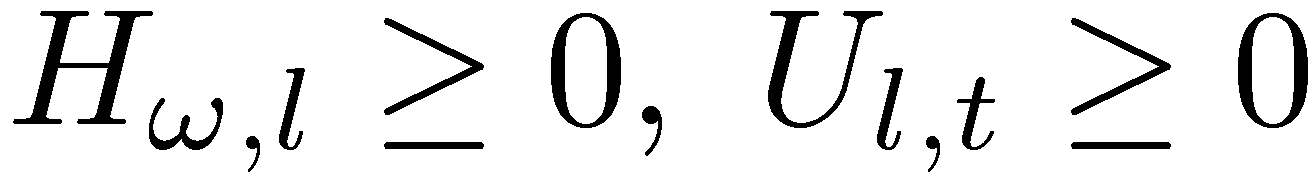 $H_{\omega,l} \geq 0,\ U_{l,t} \geq 0$